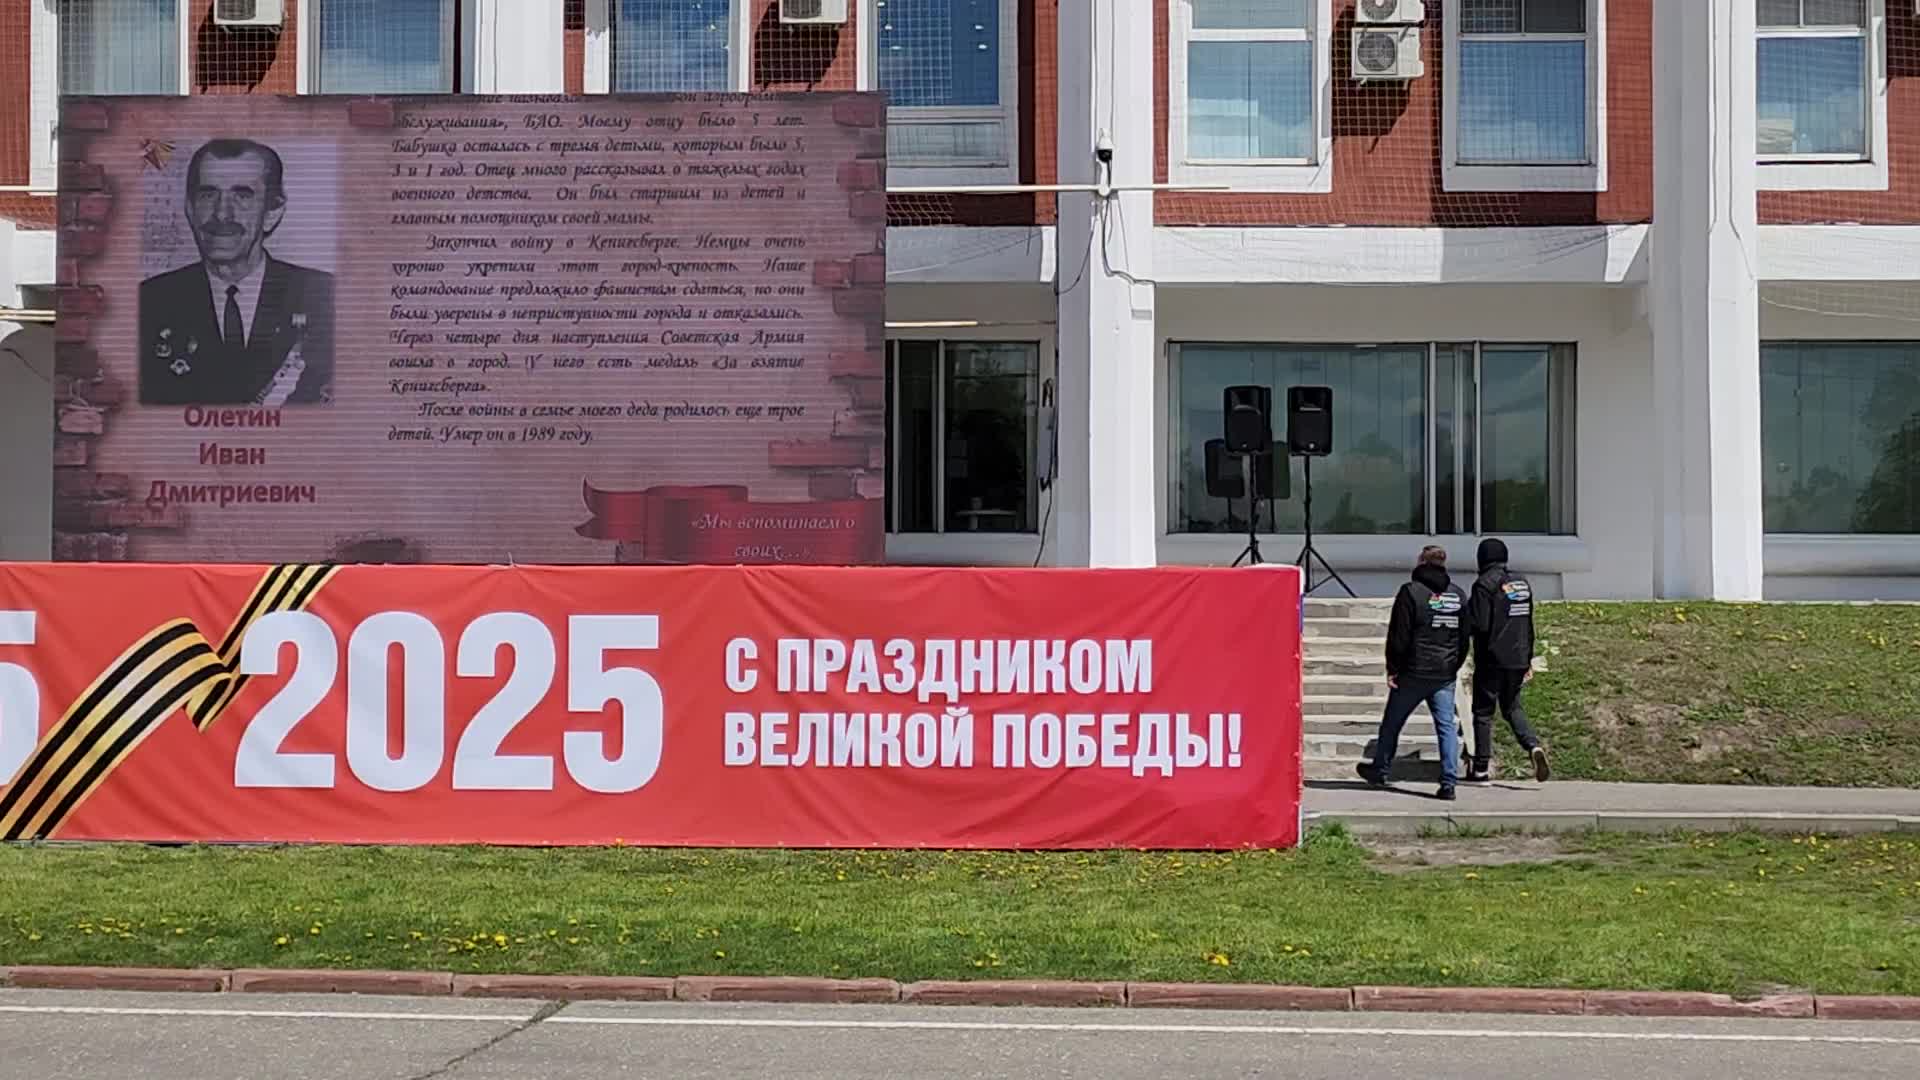 обслуживания», БАО. Моему отцу было 5 лет.
Бабушка осталась с тремя детьми, которым было 5,
3 и 1 год. Отец много рассказывал о тяжелых годах
военного детства. Он был старшим из детей и
главным помощником своей мамы.
Закончил войну в Кенигсберге. Немцы очень
хорошо укрепили этот город-крепость. Наше
командование предложило фашистам сдаться, но они
были уверены в неприступности города и отказались.
Через четыре дня наступления Советская Армия
вошла в город. У него есть медаль «За взятие
Кенигсберга».
После войны в семье моего деда родилось еще трое
детей. Умер он в 1989 году.
Олетин
Иван
Дмитриевич
«Мы вспоминаем о
своих...»
5 2025
С ПРАЗДНИКОМ
ВЕЛИКОЙ ПОБЕДЫ!